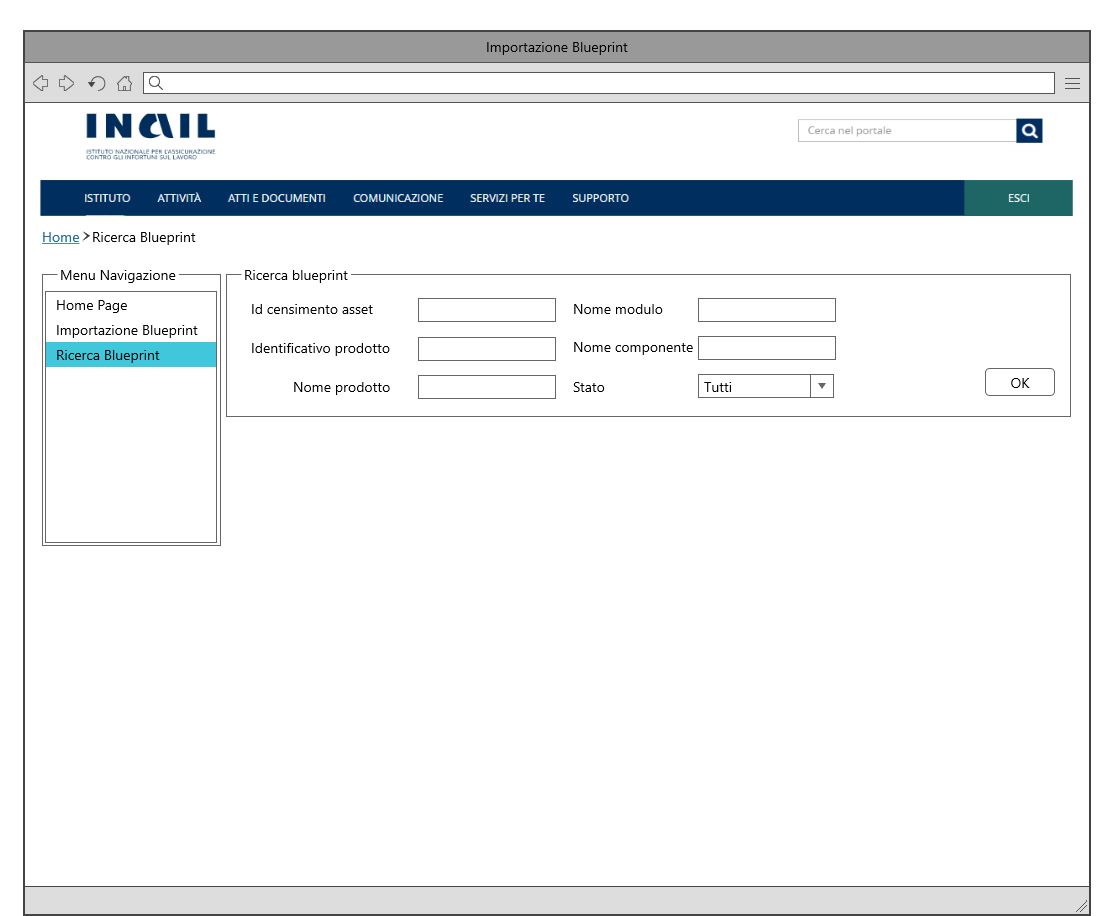 Importazione Blueprint
INAIL
ISTITUTO NAZIONALE PER L'ASSICURAZIONE
CONTRO GLI INFORTUNI SUL LAVORO
Cerca nel portale
ISTITUTO ATTIVITÀ ATTI E DOCUMENTI COMUNICAZIONE SERVIZI PER TE SUPPORTO ESCI
Home > Ricerca Blueprint
Menu Navigazione
Home Page
Importazione Blueprint
Ricerca Blueprint
Ricerca blueprint
Id censimento asset Nome modulo
Identificativo prodotto Nome componente
Nome prodotto Stato Tutti
OK